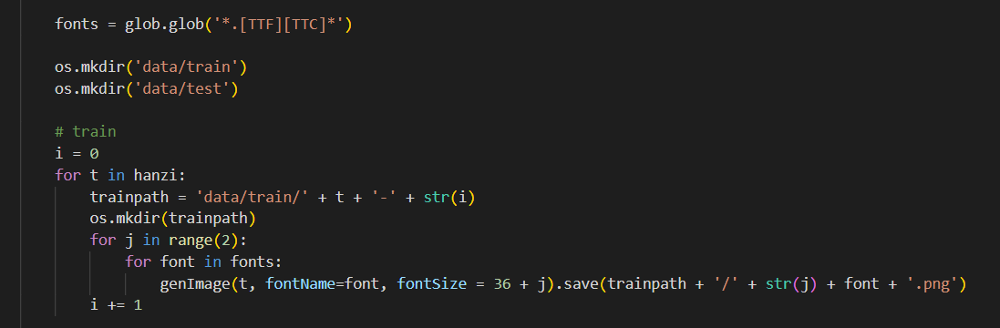 fonts = glob.glob('*.[TTF][TTC]*')
os.mkdir('data/train')
os.mkdir('data/test')
# train
i = 0
for t in hanzi:
    trainpath = 'data/train/' + t + '-' + str(i)
    os.mkdir(trainpath)
    for j in range(2):
        for font in fonts:
            genImage(t, fontName=font, fontSize = 36 + j).save(trainpath + '/' + str(j) + font + '.png')
    i += 1